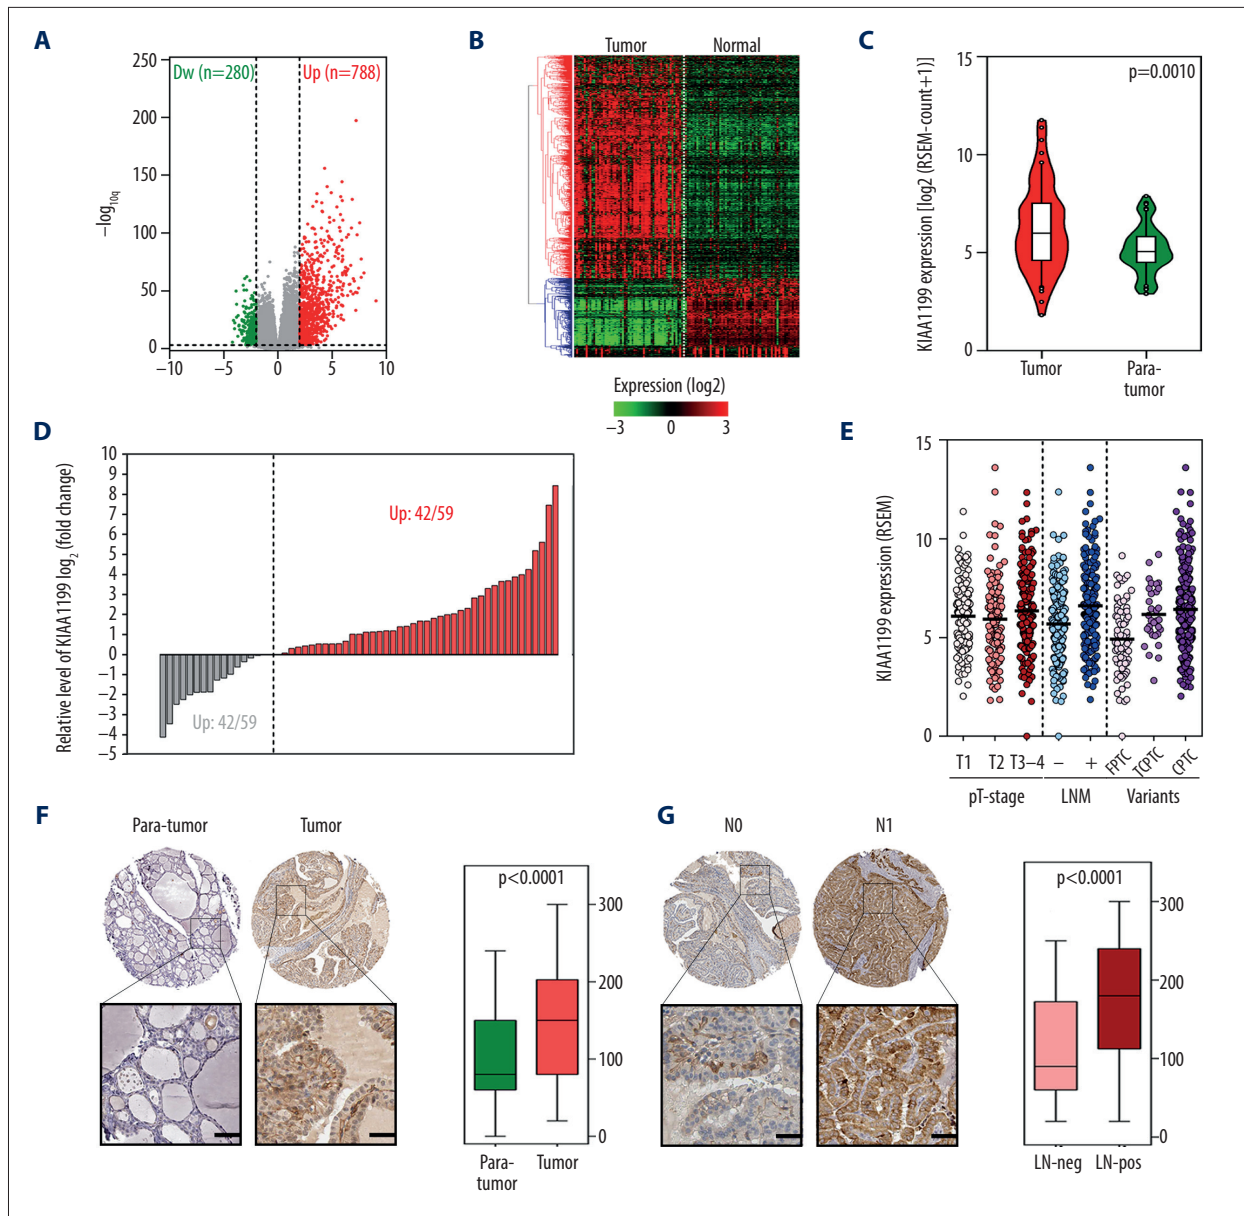 A
250
200
150
100
50
0
−log10q
Dw (n=280)
Up (n=788)
−10
−5
0
5
10
B
Tumor
Normal
Expression (log2)
−3
0
3
C
KIAA1199 expression [log2 (RSEM-count+1)]
15
10
5
0
p=0.0010
Tumor
Para-
tumor
D
Relative level of KIAA1199 log2 (fold change)
10
9
8
7
6
5
4
3
2
1
0
−1
−2
−3
−4
−5
Up: 42/59
Up: 42/59
E
KIAA1199 expression (RSEM)
15
10
5
0
T1
T2
T3−4
−
+
FPTC
TCPTC
CPTC
pT-stage
LNM
Variants
F
Para-tumor
Tumor
p<0.0001
300
200
100
0
Para-
tumor
Tumor
G
N0
N1
p<0.0001
300
200
100
0
LN-neg
LN-pos